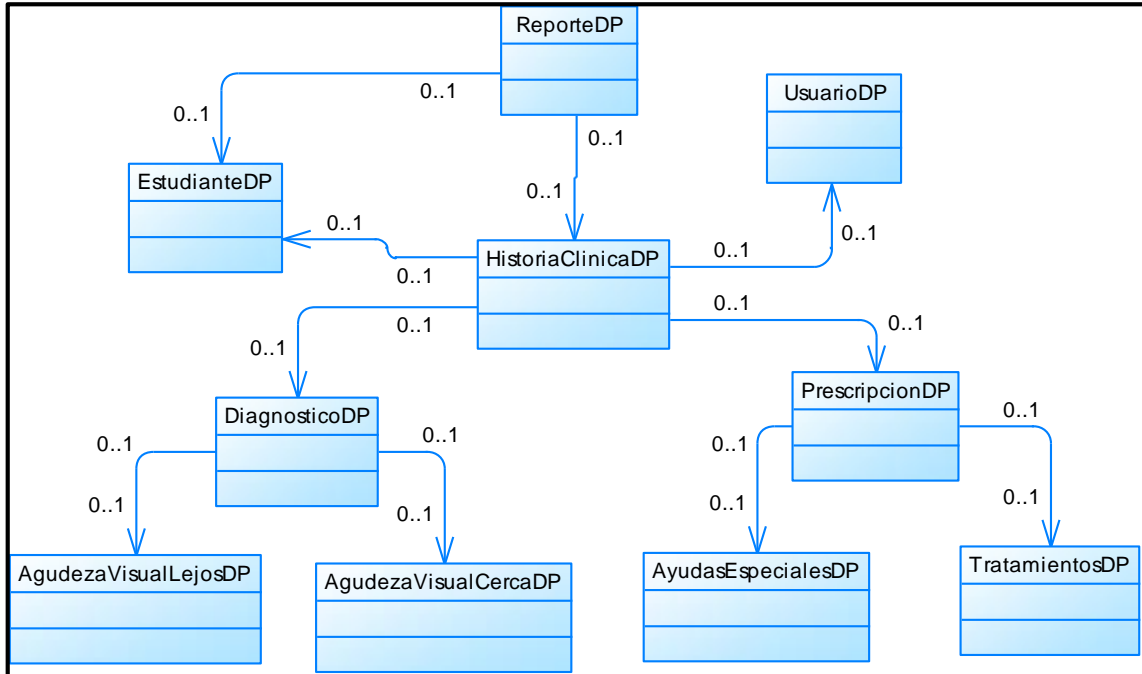 ReporteDP
UsuarioDP
0..1
0..1
0..1
EstudianteDP
0..1
0..1
0..1
0..1
0..1
0..1
HistoriaClinicaDP
0..1
0..1
0..1
0..1
0..1
PrescripcionDP
DiagnosticoDP
0..1
0..1
0..1
0..1
0..1
0..1
0..1
0..1
AgudezaVisualLejosDP
AgudezaVisualCercaDP
AyudasEspecialesDP
TratamientosDP